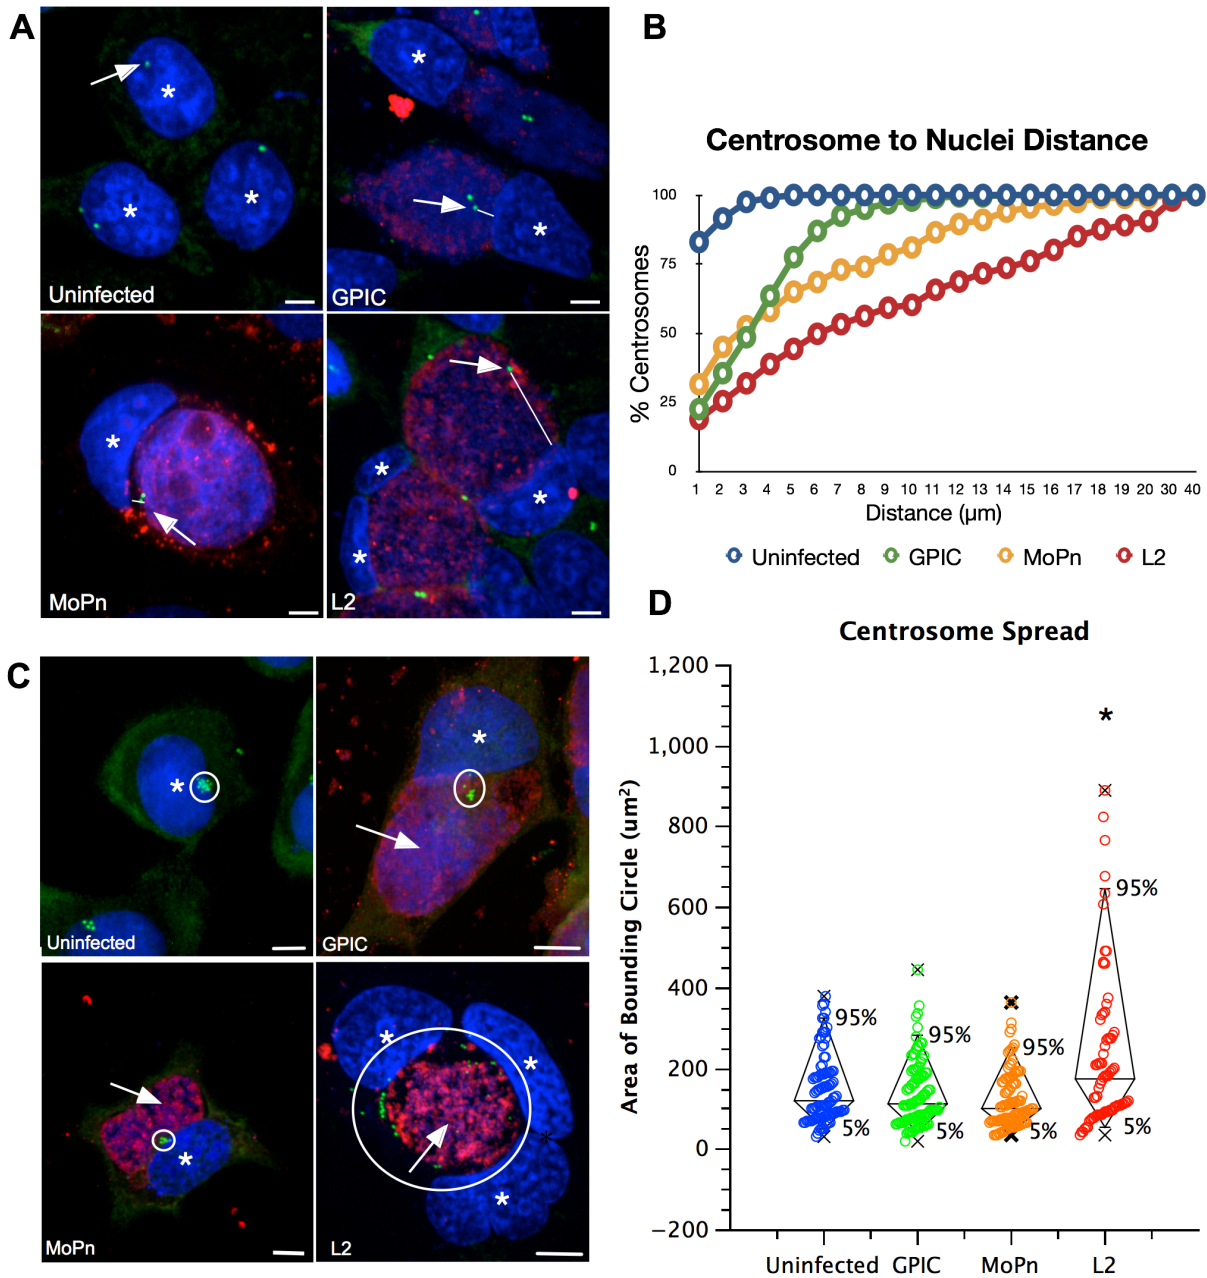 A
Uninfected
GPIC
MoPn
L2
B
Centrosome to Nuclei Distance
% Centrosomes
100
75
50
25
0
1 2 3 4 5 6 7 8 9 10 11 12 13 14 15 16 17 18 19 20 30 40
Distance (µm)
Uninfected GPIC MoPn L2
C
Uninfected
GPIC
MoPn
L2
D
Centrosome Spread
Area of Bounding Circle (um²)
1,200
1,000
800
600
400
200
0
−200
*
95%
95%
95%
95%
5%
5%
5%
5%
Uninfected GPIC MoPn L2